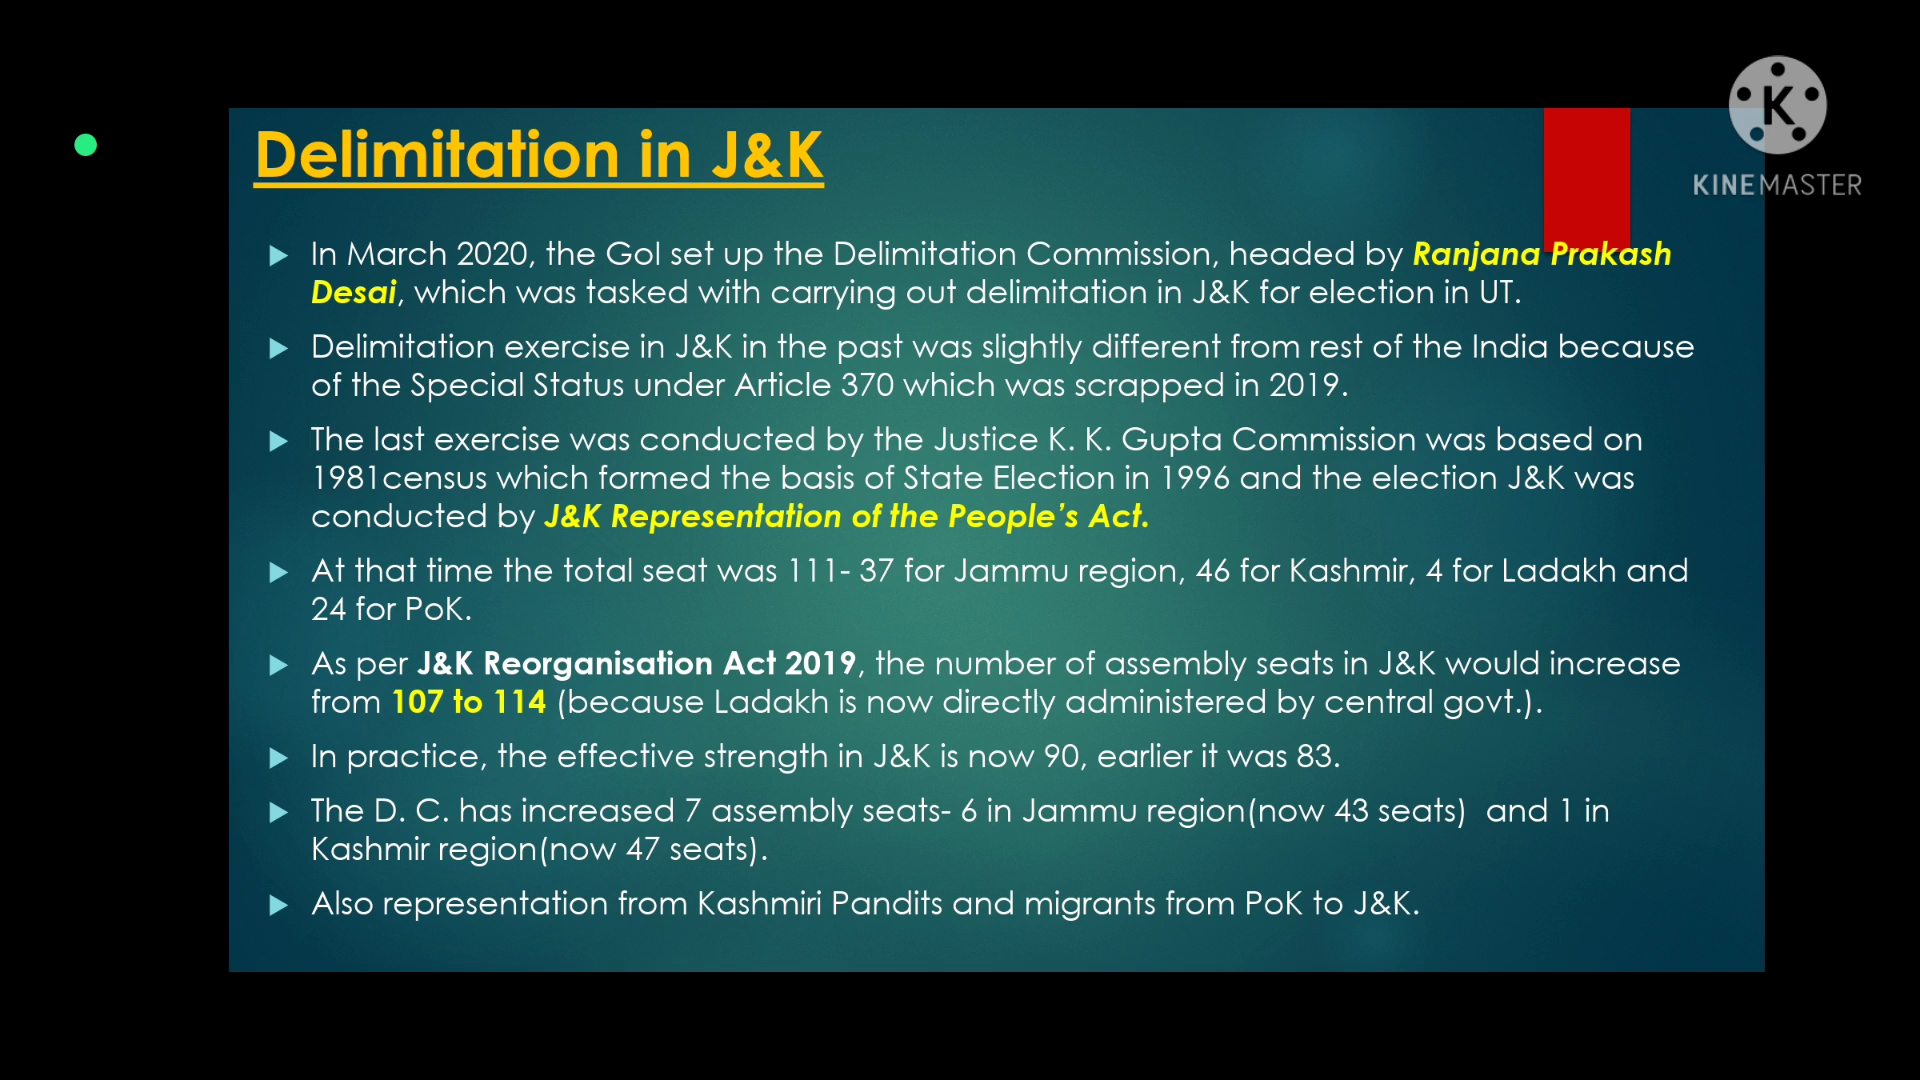 K
KINEMASTER
Delimitation in J&K
In March 2020, the GoI set up the Delimitation Commission, headed by Ranjana Prakash
Desai, which was tasked with carrying out delimitation in J&K for election in UT.
Delimitation exercise in J&K in the past was slightly different from rest of the India because
of the Special Status under Article 370 which was scrapped in 2019.
The last exercise was conducted by the Justice K. K. Gupta Commission was based on
1981census which formed the basis of State Election in 1996 and the election J&K was
conducted by J&K Representation of the People’s Act.
At that time the total seat was 111- 37 for Jammu region, 46 for Kashmir, 4 for Ladakh and
24 for PoK.
As per J&K Reorganisation Act 2019, the number of assembly seats in J&K would increase
from 107 to 114 (because Ladakh is now directly administered by central govt.).
In practice, the effective strength in J&K is now 90, earlier it was 83.
The D. C. has increased 7 assembly seats- 6 in Jammu region(now 43 seats) and 1 in
Kashmir region(now 47 seats).
Also representation from Kashmiri Pandits and migrants from PoK to J&K.